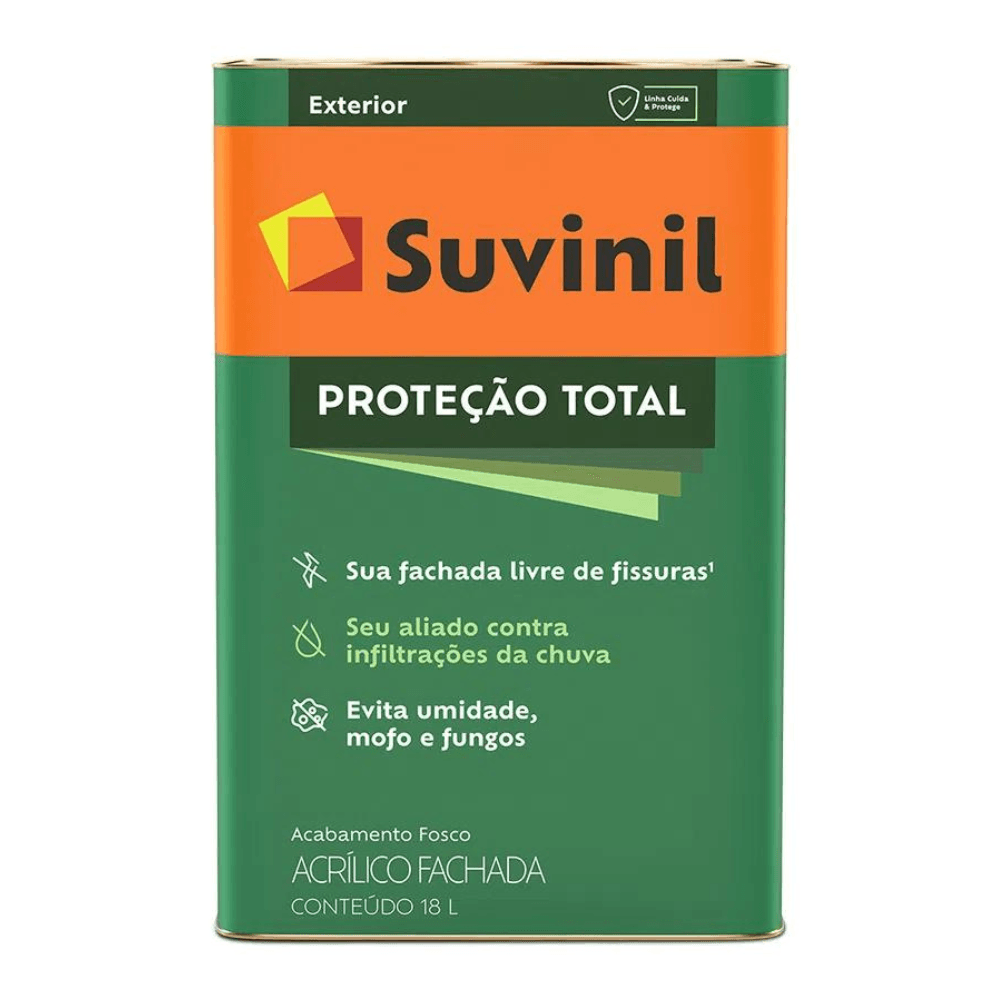 Exterior
Linha Cuida
& Protege
Suvinil
PROTEÇÃO TOTAL
Sua fachada livre de fissuras¹
Seu aliado contra
infiltrações da chuva
Evita umidade,
mofo e fungos
Acabamento Fosco
ACRÍLICO FACHADA
CONTEÚDO 18 L